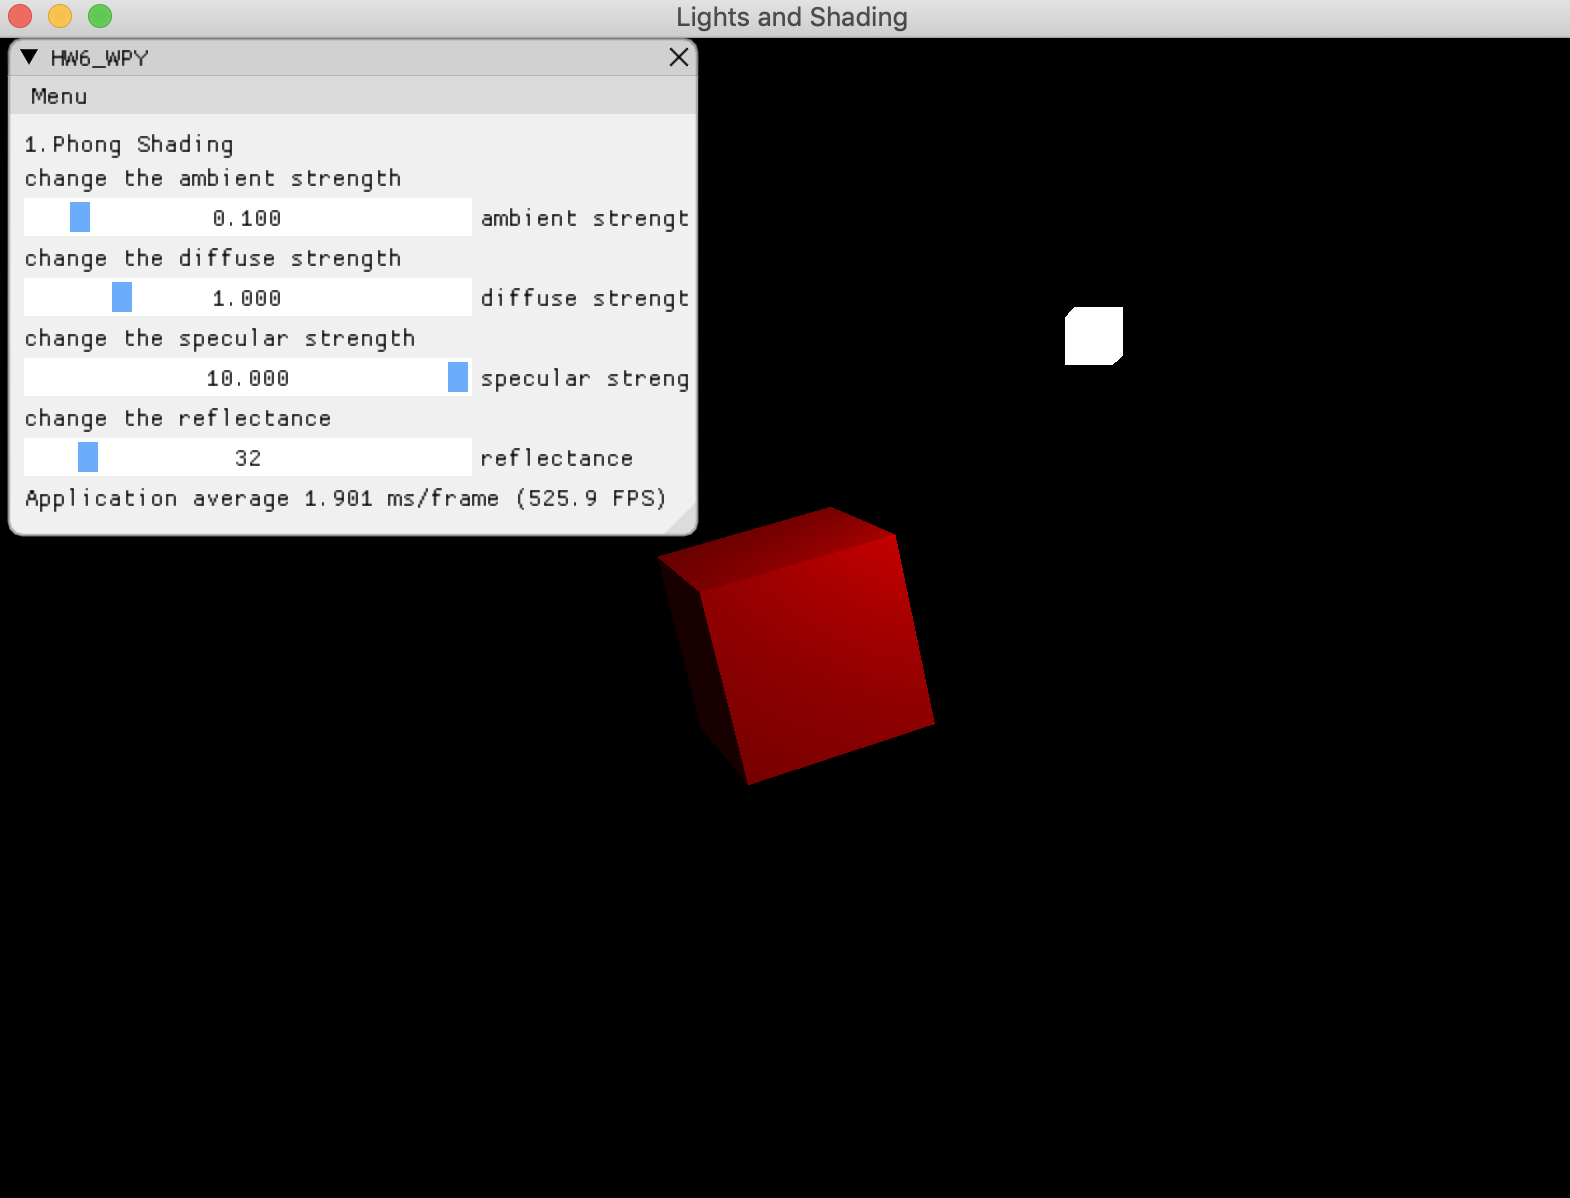 Lights and Shading
HW6_WPY
Menu
1.Phong Shading
change the ambient strength
0.100 ambient strengt
change the diffuse strength
1.000 diffuse strengt
change the specular strength
10.000 specular streng
change the reflectance
32 reflectance
Application average 1.901 ms/frame (525.9 FPS)